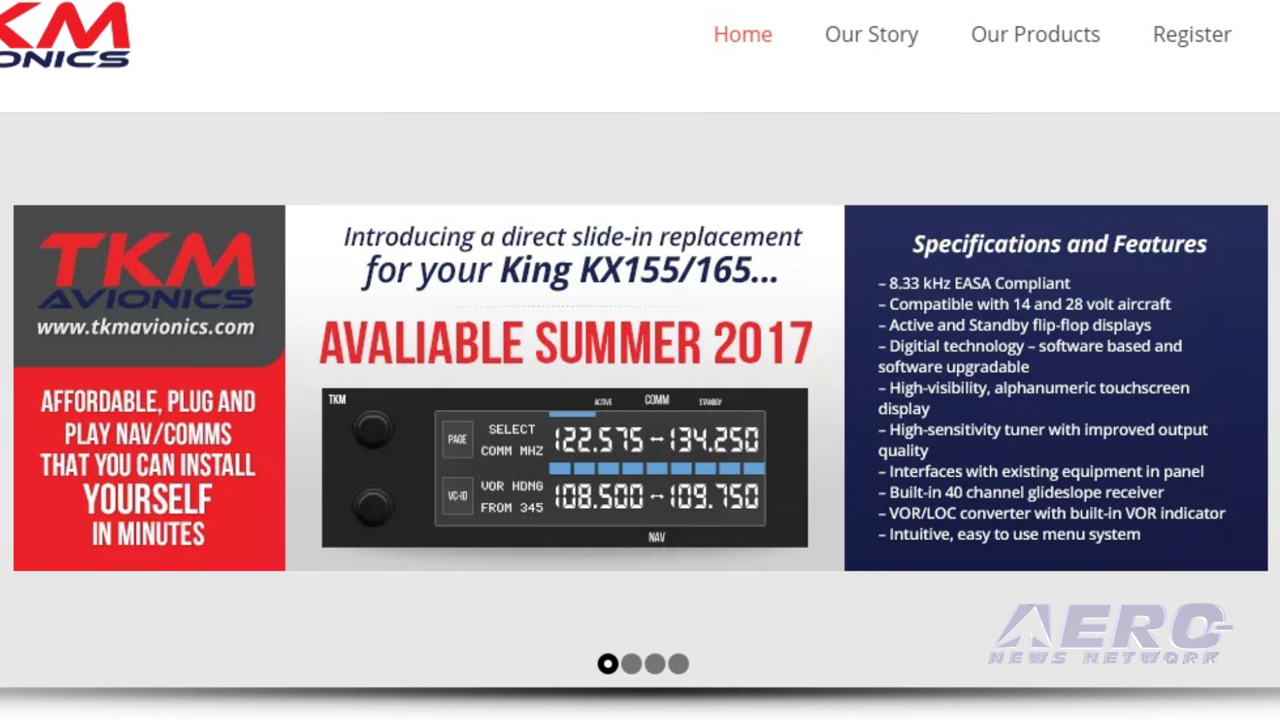 KM
ONICS
Home Our Story Our Products Register
TKM
AVIONICS
www.tkmavionics.com
AFFORDABLE, PLUG AND
PLAY NAV/COMMS
THAT YOU CAN INSTALL
YOURSELF
IN MINUTES
Introducing a direct slide-in replacement
for your King KX155/165...
AVALIABLE SUMMER 2017
TKM
ACTIVE COMM STANDBY
PAGE SELECT
COMM MHZ
122.575 ↔ 134.250
VC-ID VOR HDNG
FROM 345
108.500 ↔ 109.750
NAV
Specifications and Features
– 8.33 kHz EASA Compliant
– Compatible with 14 and 28 volt aircraft
– Active and Standby flip-flop displays
– Digitial technology – software based and
software upgradable
– High-visibility, alphanumeric touchscreen
display
– High-sensitivity tuner with improved output
quality
– Interfaces with existing equipment in panel
– Built-in 40 channel glideslope receiver
– VOR/LOC converter with built-in VOR indicator
– Intuitive, easy to use menu system
AERO
NEWS NETWORK